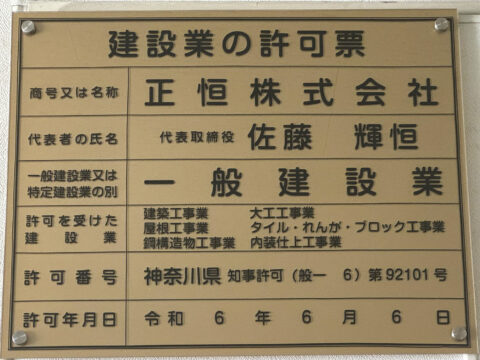 建設業の許可票
商号又は名称 正恒株式会社
代表者の氏名 代表取締役 佐藤 輝恒
一般建設業又は
特定建設業の別
一般建設業
許可を受けた
建設業
建築工事業 大工工事業
屋根工事業 タイル・れんが・ブロック工事業
鋼構造物工事業 内装仕上工事業
許可番号 神奈川県 知事許可(般一 6)第92101号
許可年月日 令和 6年 6月 6日